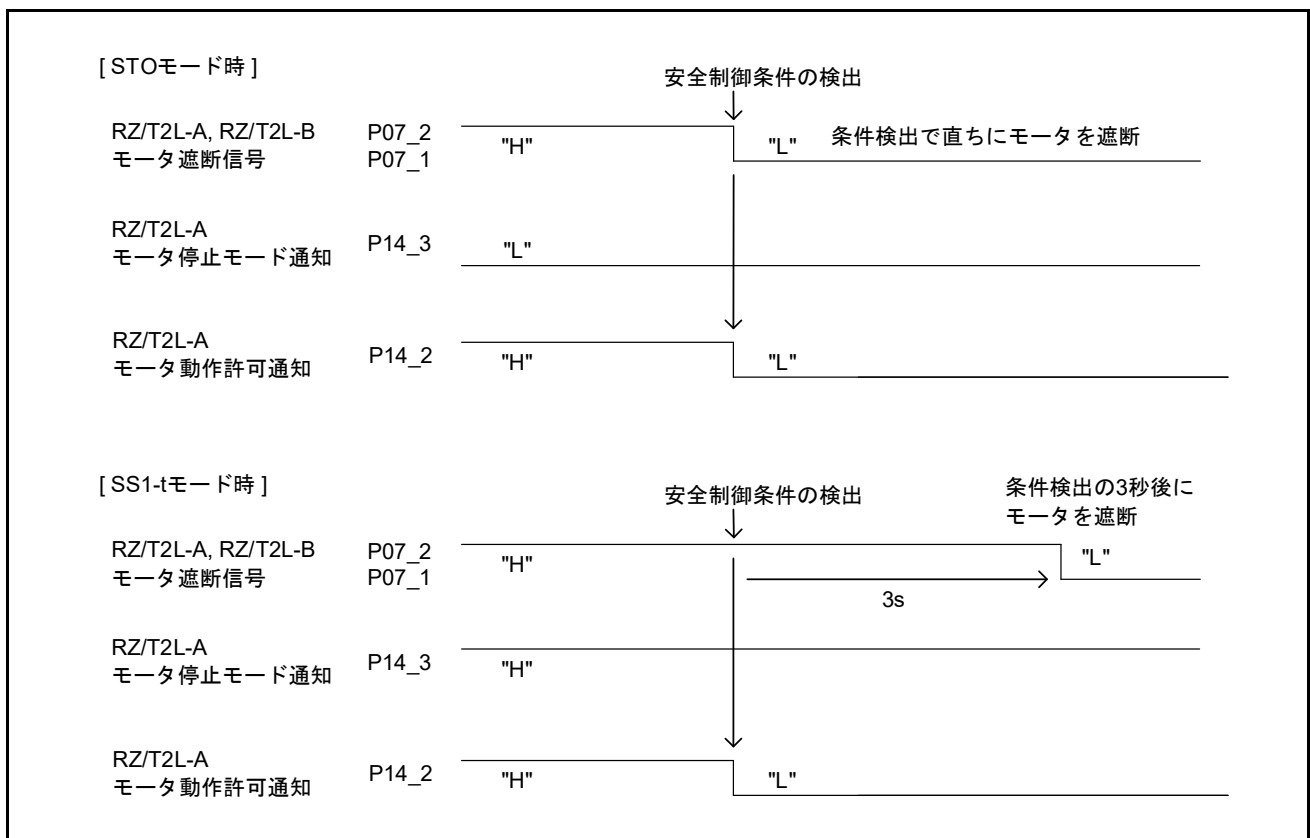 [ STOモード時 ]
安全制御条件の検出
RZ/T2L-A, RZ/T2L-B P07_2 "H" "L" 条件検出で直ちにモータを遮断
モータ遮断信号 P07_1
RZ/T2L-A
モータ停止モード通知 P14_3 "L"
RZ/T2L-A
モータ動作許可通知 P14_2 "H" "L"
[ SS1-tモード時 ]
安全制御条件の検出
条件検出の3秒後に
モータを遮断
RZ/T2L-A, RZ/T2L-B P07_2 "H" "L"
モータ遮断信号 P07_1
3s
RZ/T2L-A
モータ停止モード通知 P14_3 "H"
RZ/T2L-A
モータ動作許可通知 P14_2 "H" "L"